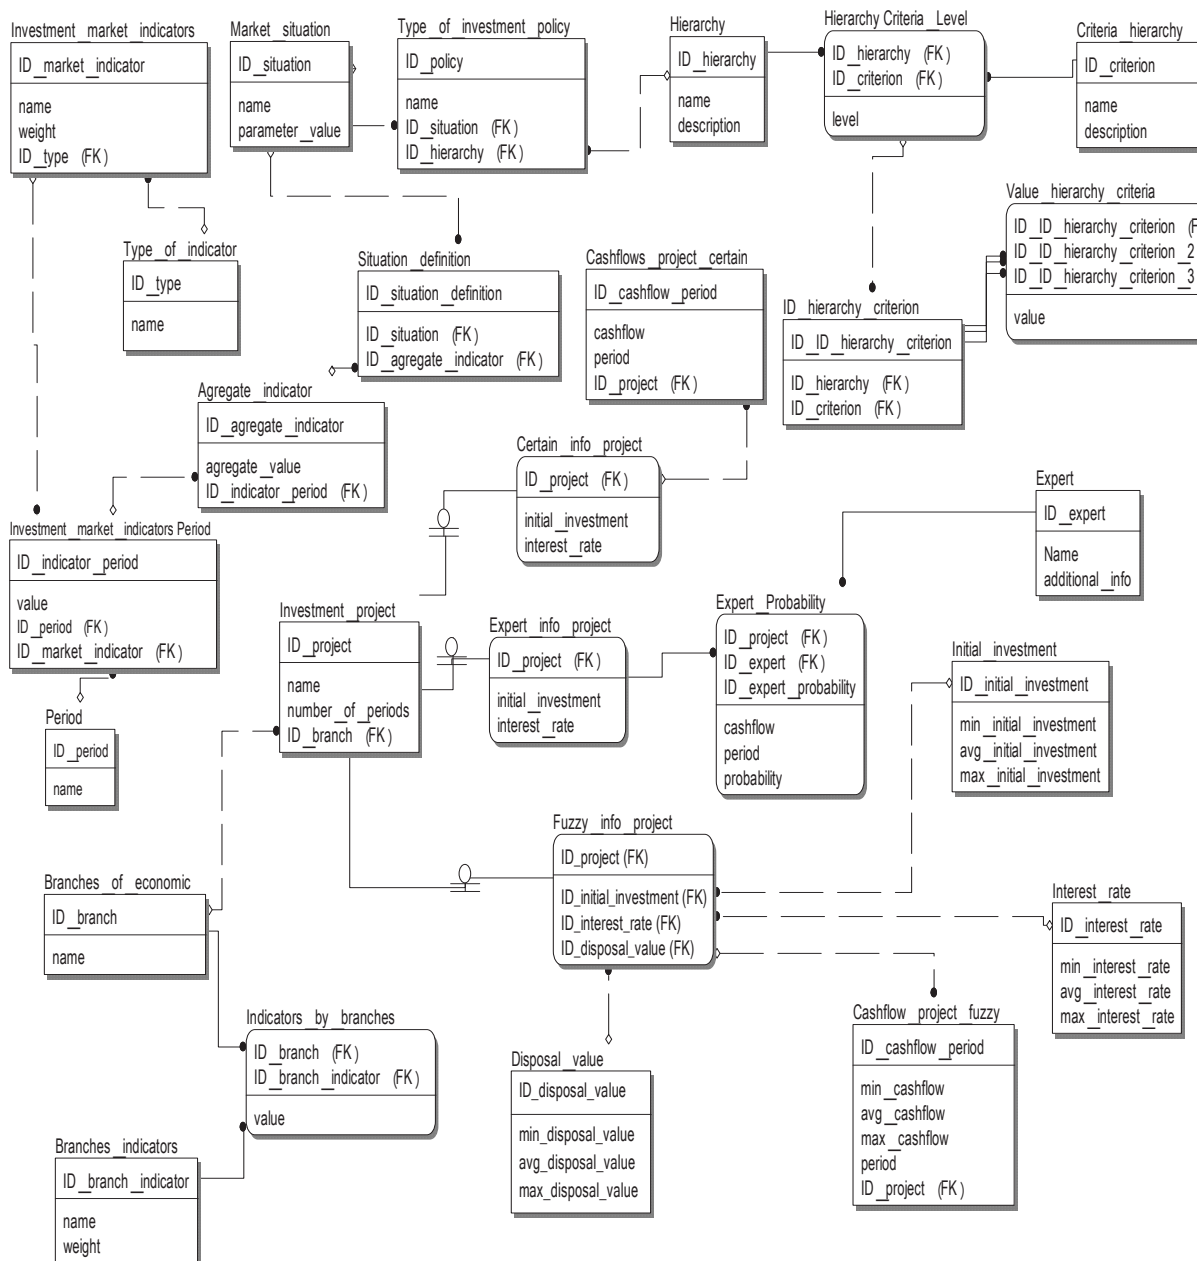 Investment_market_indicators
ID_market_indicator
name
weight
ID_type (FK)
Market_situation
ID_situation
name
parameter_value
Type_of_investment_policy
ID_policy
name
ID_situation (FK)
ID_hierarchy (FK)
Hierarchy
ID_hierarchy
name
description
Hierarchy Criteria_Level
ID_hierarchy (FK)
ID_criterion (FK)
level
Criteria_hierarchy
ID_criterion
name
description
Value_hierarchy_criteria
ID_ID_hierarchy_criterion (F
ID_ID_hierarchy_criterion_2
ID_ID_hierarchy_criterion_3
value
Type_of_indicator
ID_type
name
Situation_definition
ID_situation_definition
ID_situation (FK)
ID_agregate_indicator (FK)
Cashflows_project_certain
ID_cashflow_period
cashflow
period
ID_project (FK)
ID_hierarchy_criterion
ID_ID_hierarchy_criterion
ID_hierarchy (FK)
ID_criterion (FK)
Agregate_indicator
ID_agregate_indicator
agregate_value
ID_indicator_period (FK)
Certain_info_project
ID_project (FK)
initial_investment
interest_rate
Expert
ID_expert
Name
additional_info
Investment_market_indicators Period
ID_indicator_period
value
ID_period (FK)
ID_market_indicator (FK)
Investment_project
ID_project
name
number_of_periods
ID_branch (FK)
Expert_info_project
ID_project (FK)
initial_investment
interest_rate
Expert_Probability
ID_project (FK)
ID_expert (FK)
ID_expert_probability
cashflow
period
probability
Initial_investment
ID_initial_investment
min_initial_investment
avg_initial_investment
max_initial_investment
Period
ID_period
name
Fuzzy_info_project
ID_project (FK)
ID_initial_investment (FK)
ID_interest_rate (FK)
ID_disposal_value (FK)
Branches_of_economic
ID_branch
name
Interest_rate
ID_interest_rate
min_interest_rate
avg_interest_rate
max_interest_rate
Indicators_by_branches
ID_branch (FK)
ID_branch_indicator (FK)
value
Disposal_value
ID_disposal_value
min_disposal_value
avg_disposal_value
max_disposal_value
Cashflow_project_fuzzy
ID_cashflow_period
min_cashflow
avg_cashflow
max_cashflow
period
ID_project (FK)
Branches_indicators
ID_branch_indicator
name
weight